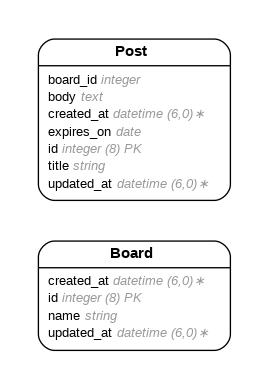 Post
board_id integer
body text
created_at datetime (6,0)∗
expires_on date
id integer (8) PK
title string
updated_at datetime (6,0)∗
Board
created_at datetime (6,0)∗
id integer (8) PK
name string
updated_at datetime (6,0)∗